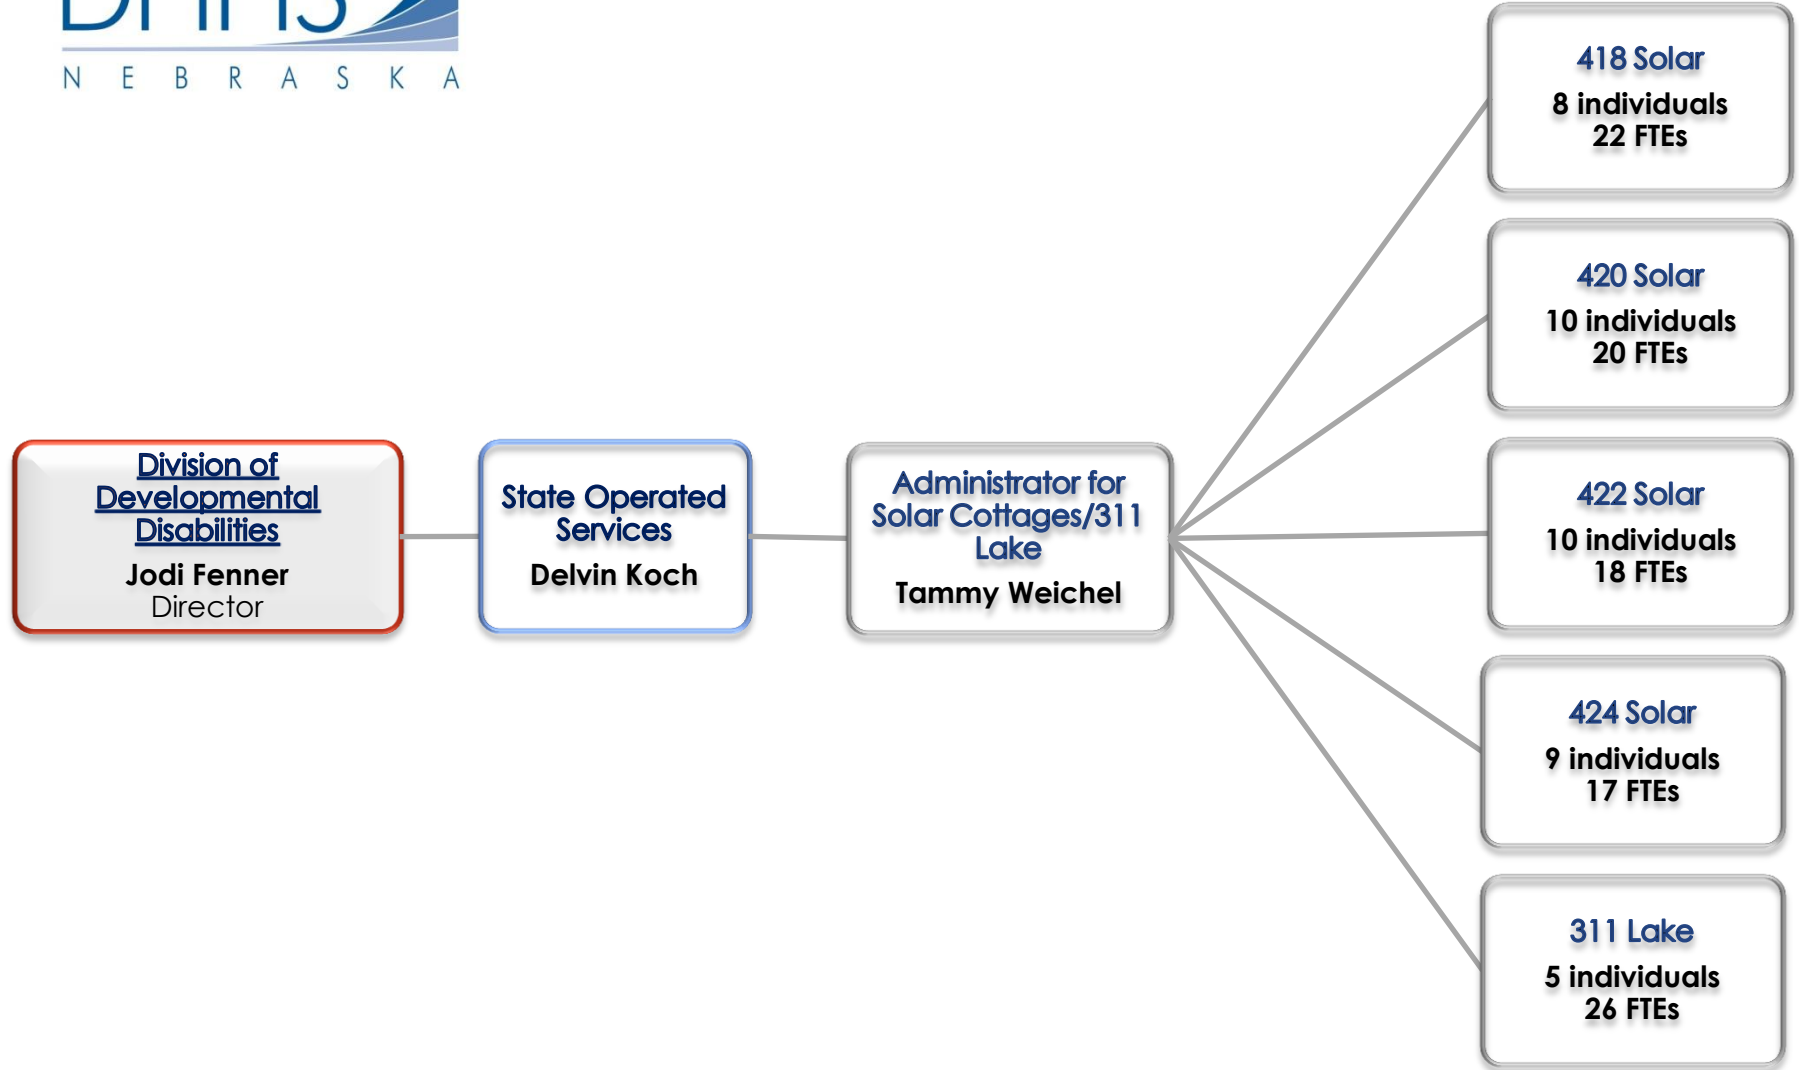 DHHS
NEBRASKA
Division of
Developmental
Disabilities
Jodi Fenner
Director
State Operated
Services
Delvin Koch
Administrator for
Solar Cottages/311
Lake
Tammy Weichel
418 Solar
8 individuals
22 FTEs
420 Solar
10 individuals
20 FTEs
422 Solar
10 individuals
18 FTEs
424 Solar
9 individuals
17 FTEs
311 Lake
5 individuals
26 FTEs